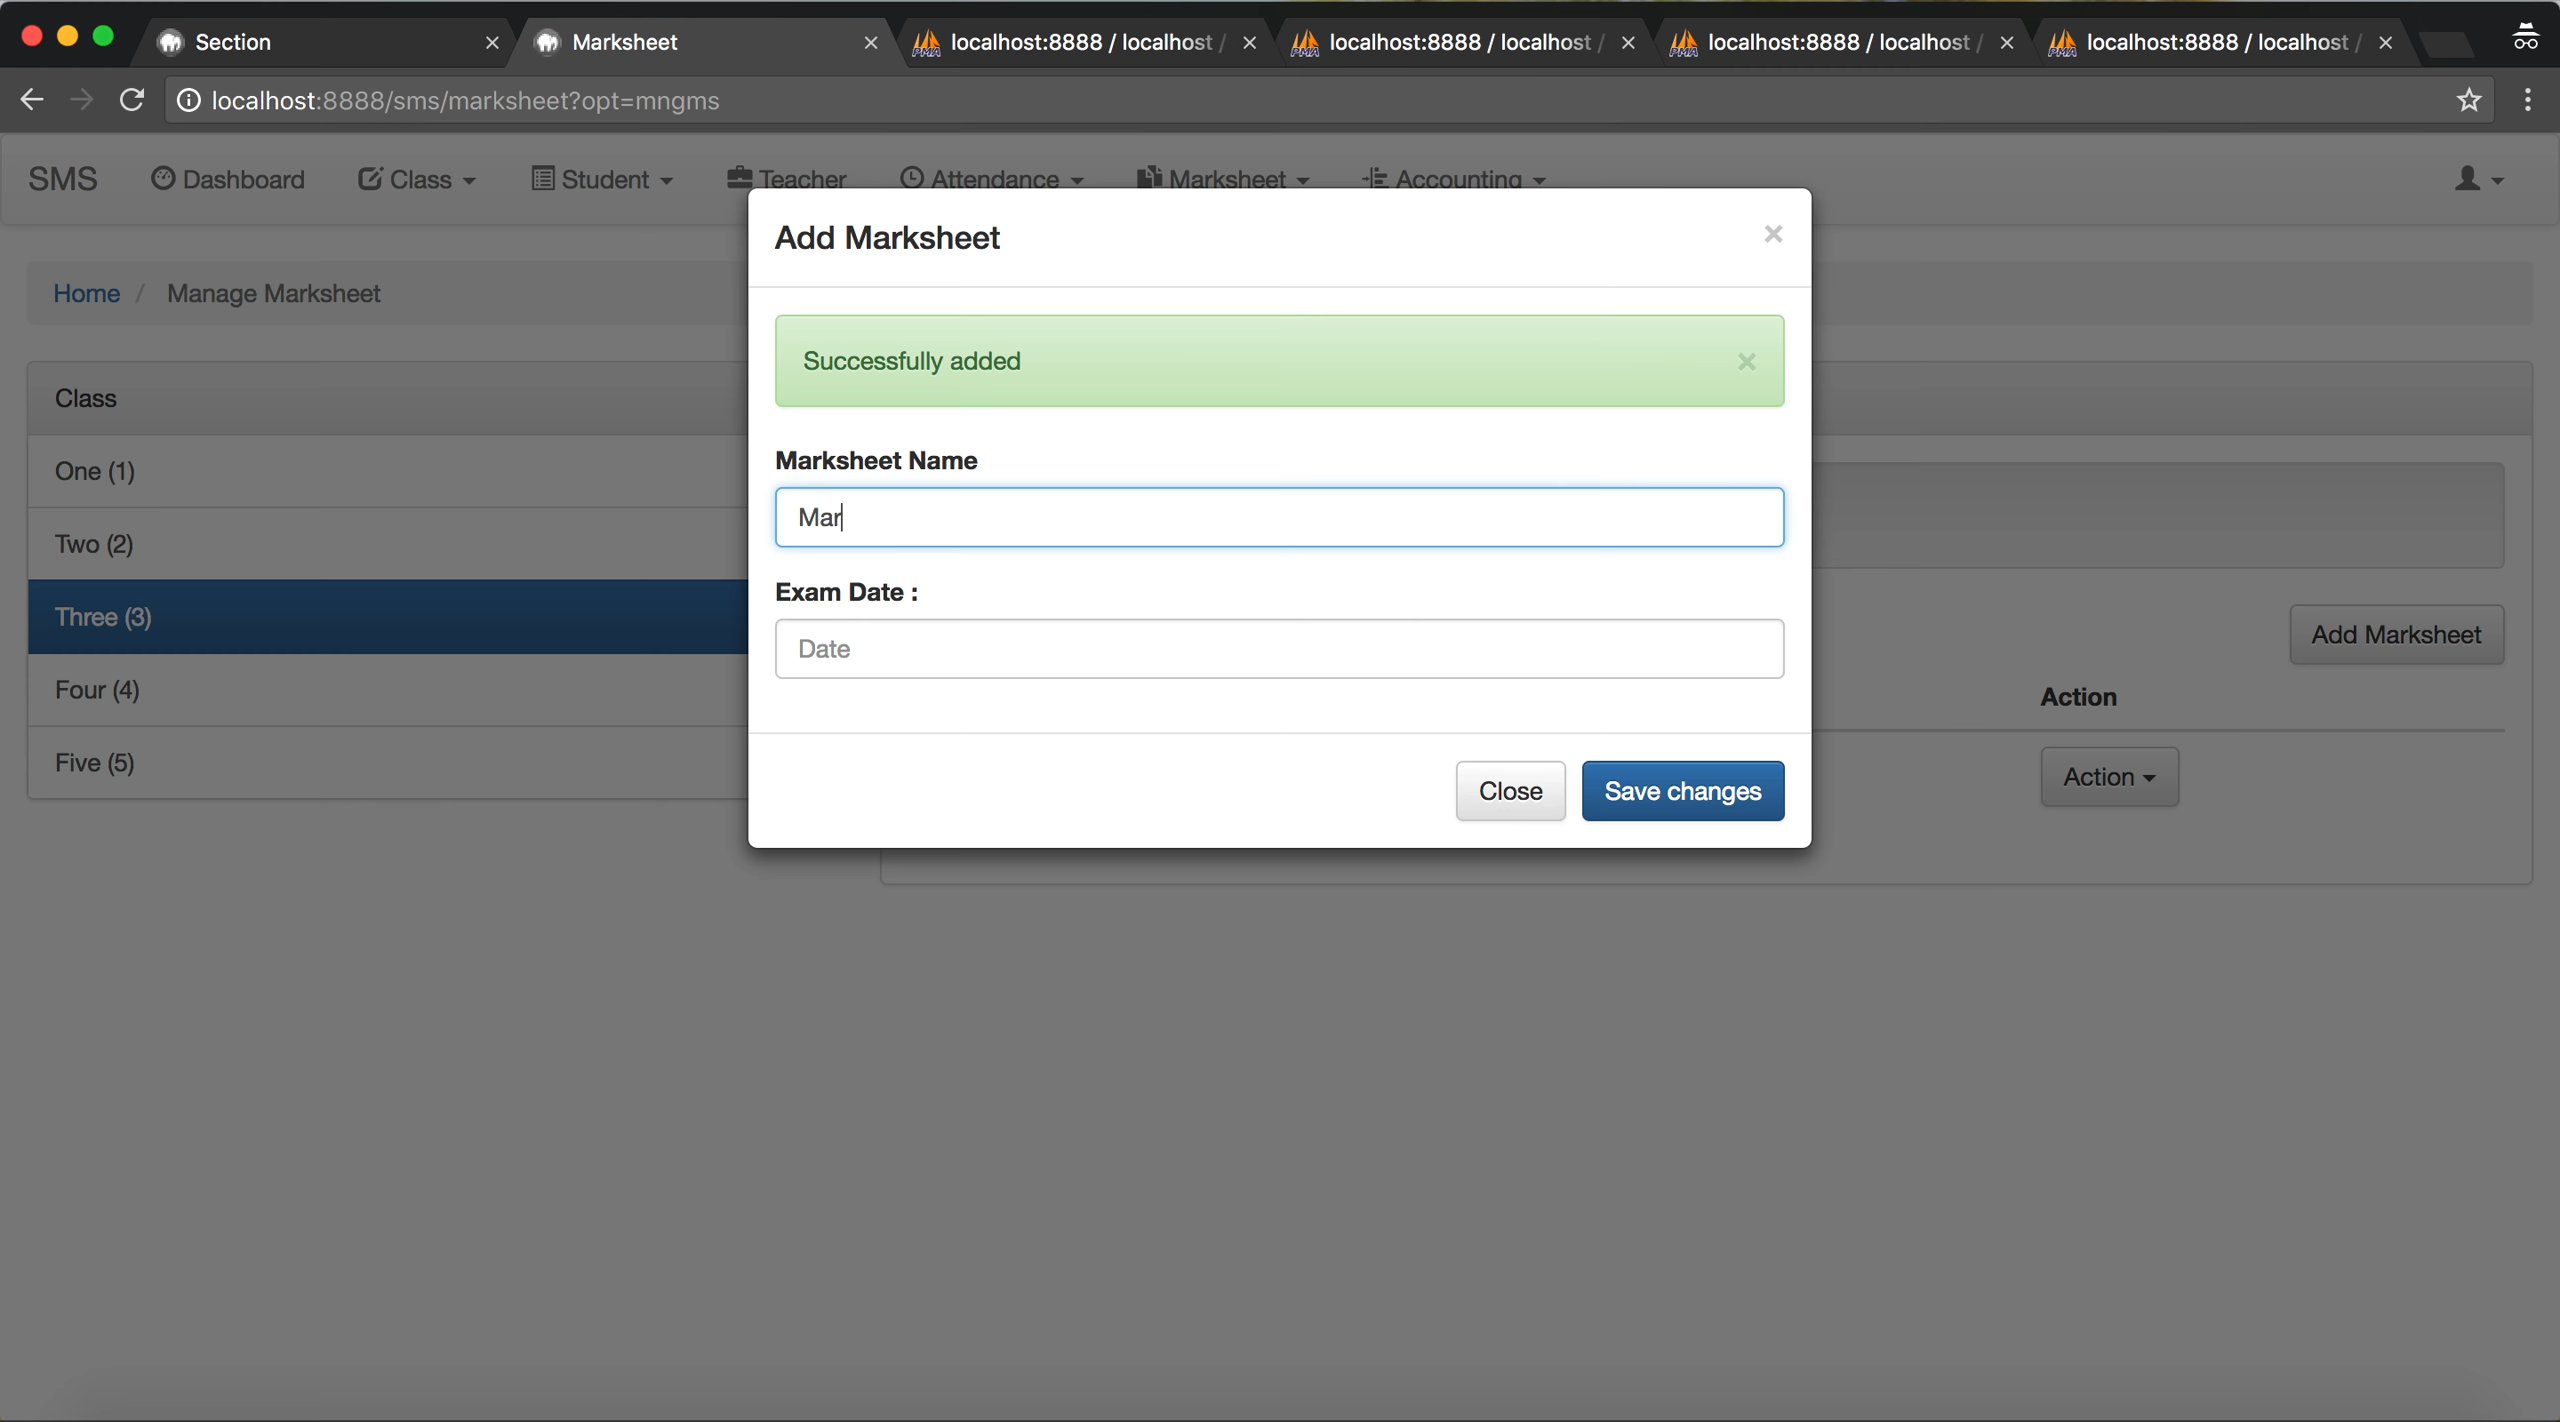 Section
Marksheet
localhost:8888 / localhost /
localhost:8888 / localhost /
localhost:8888 / localhost /
localhost:8888 / localhost /
localhost:8888/sms/marksheet?opt=mngms
SMS Dashboard Class Student Teacher Attendance Marksheet Accounting
Add Marksheet
Home / Manage Marksheet
Successfully added
Class
Marksheet Name
One (1)
Mar
Two (2)
Exam Date :
Three (3)
Date
Add Marksheet
Four (4)
Action
Five (5)
Action
Close
Save changes